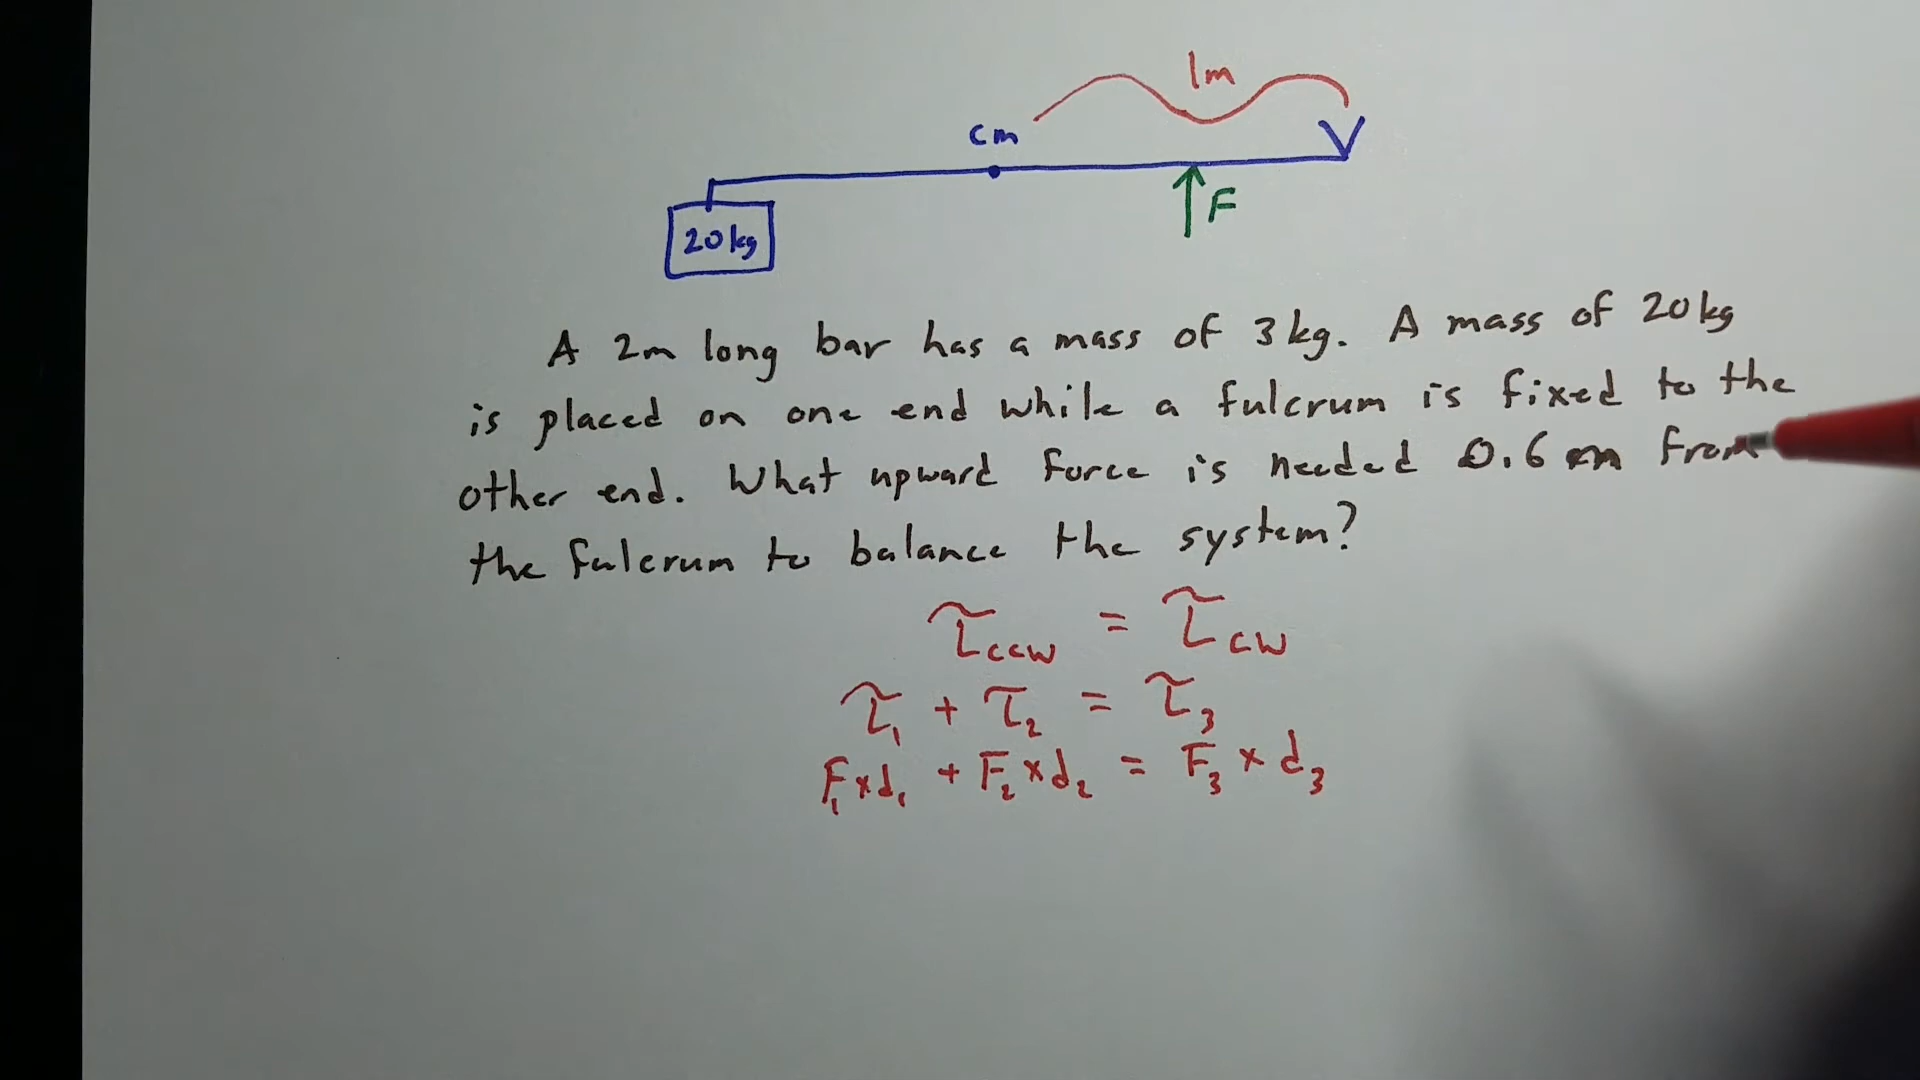 1m
cm
F
20kg
A 2m long bar has a mass of 3kg. A mass of 20kg
is placed on one end while a fulcrum is fixed to the
other end. What upward force is needed 0.6 m from
the fulcrum to balance the system?
τccw = τcw
τ1 + τ2 = τ3
F1×d1 + F2×d2 = F3×d3